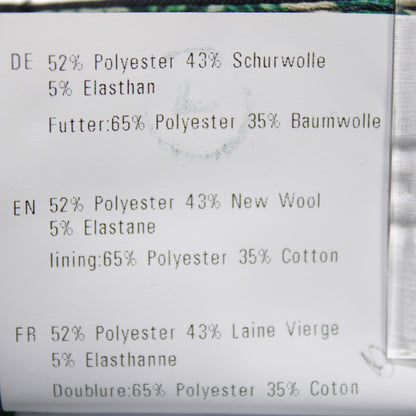 DE 52% Polyester 43% Schurwolle
5% Elasthan
Futter:65% Polyester 35% Baumwolle
EN 52% Polyester 43% New Wool
5% Elastane
lining:65% Polyester 35% Cotton
FR 52% Polyester 43% Laine Vierge
5% Elasthanne
Doublure:65% Polyester 35% Coton